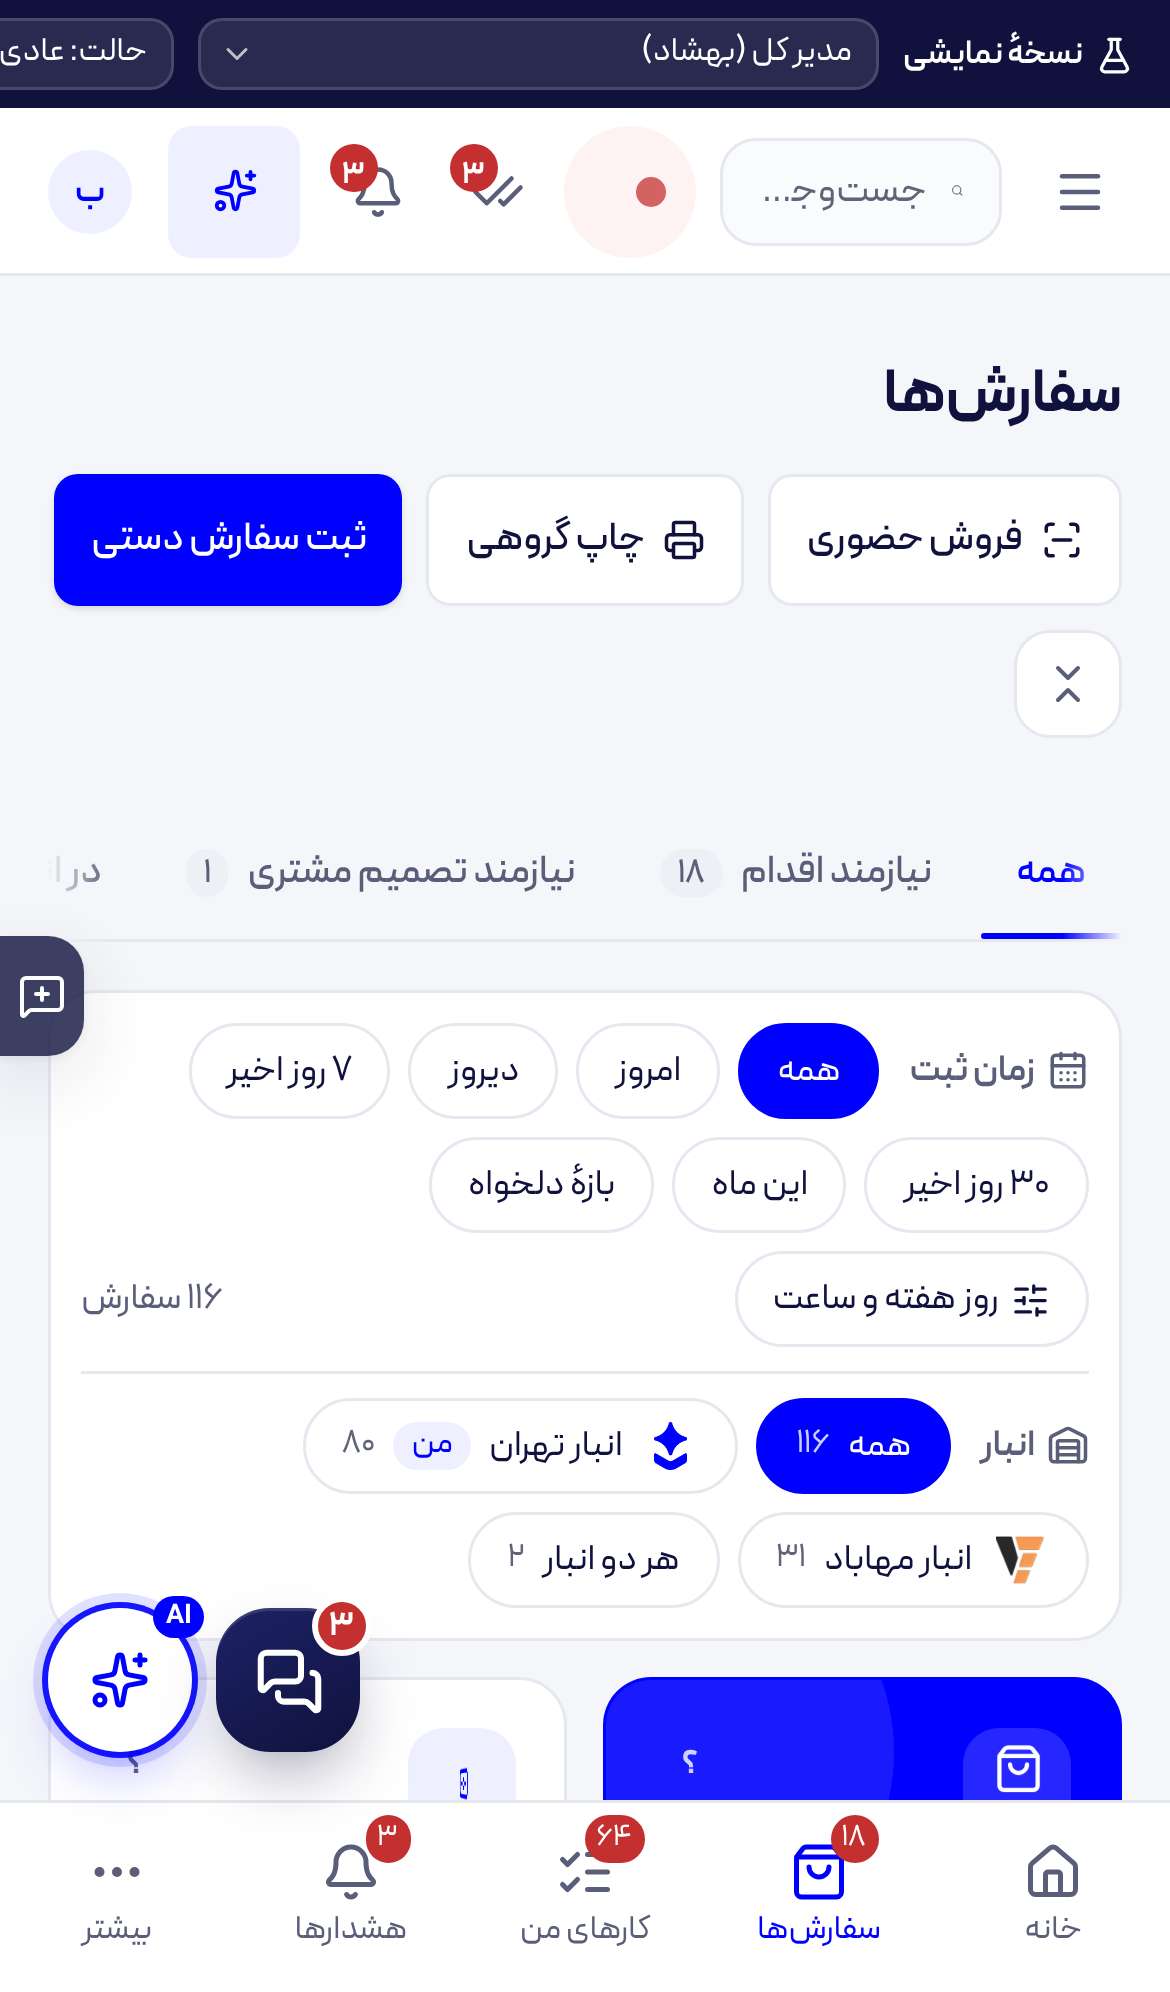 نسخهٔ نمایشی
مدیر کل (بهشاد)
حالت: عادی
جست‌وجـ...
۳
۳
ب
سفارش‌ها
فروش حضوری
چاپ گروهی
ثبت سفارش دستی
همه
نیازمند اقدام ۱۸
نیازمند تصمیم مشتری ۱
در ا
زمان ثبت
همه
امروز
دیروز
۷ روز اخیر
۳۰ روز اخیر
این ماه
بازهٔ دلخواه
روز هفته و ساعت
۱۱۶ سفارش
انبار
همه ۱۱۶
انبار تهران من ۸۰
انبار مهاباد ۳۱
هر دو انبار ۲
۳
AI
؟
؟
خانه
۱۸
سفارش‌ها
۶۴
کارهای من
۳
هشدارها
بیشتر